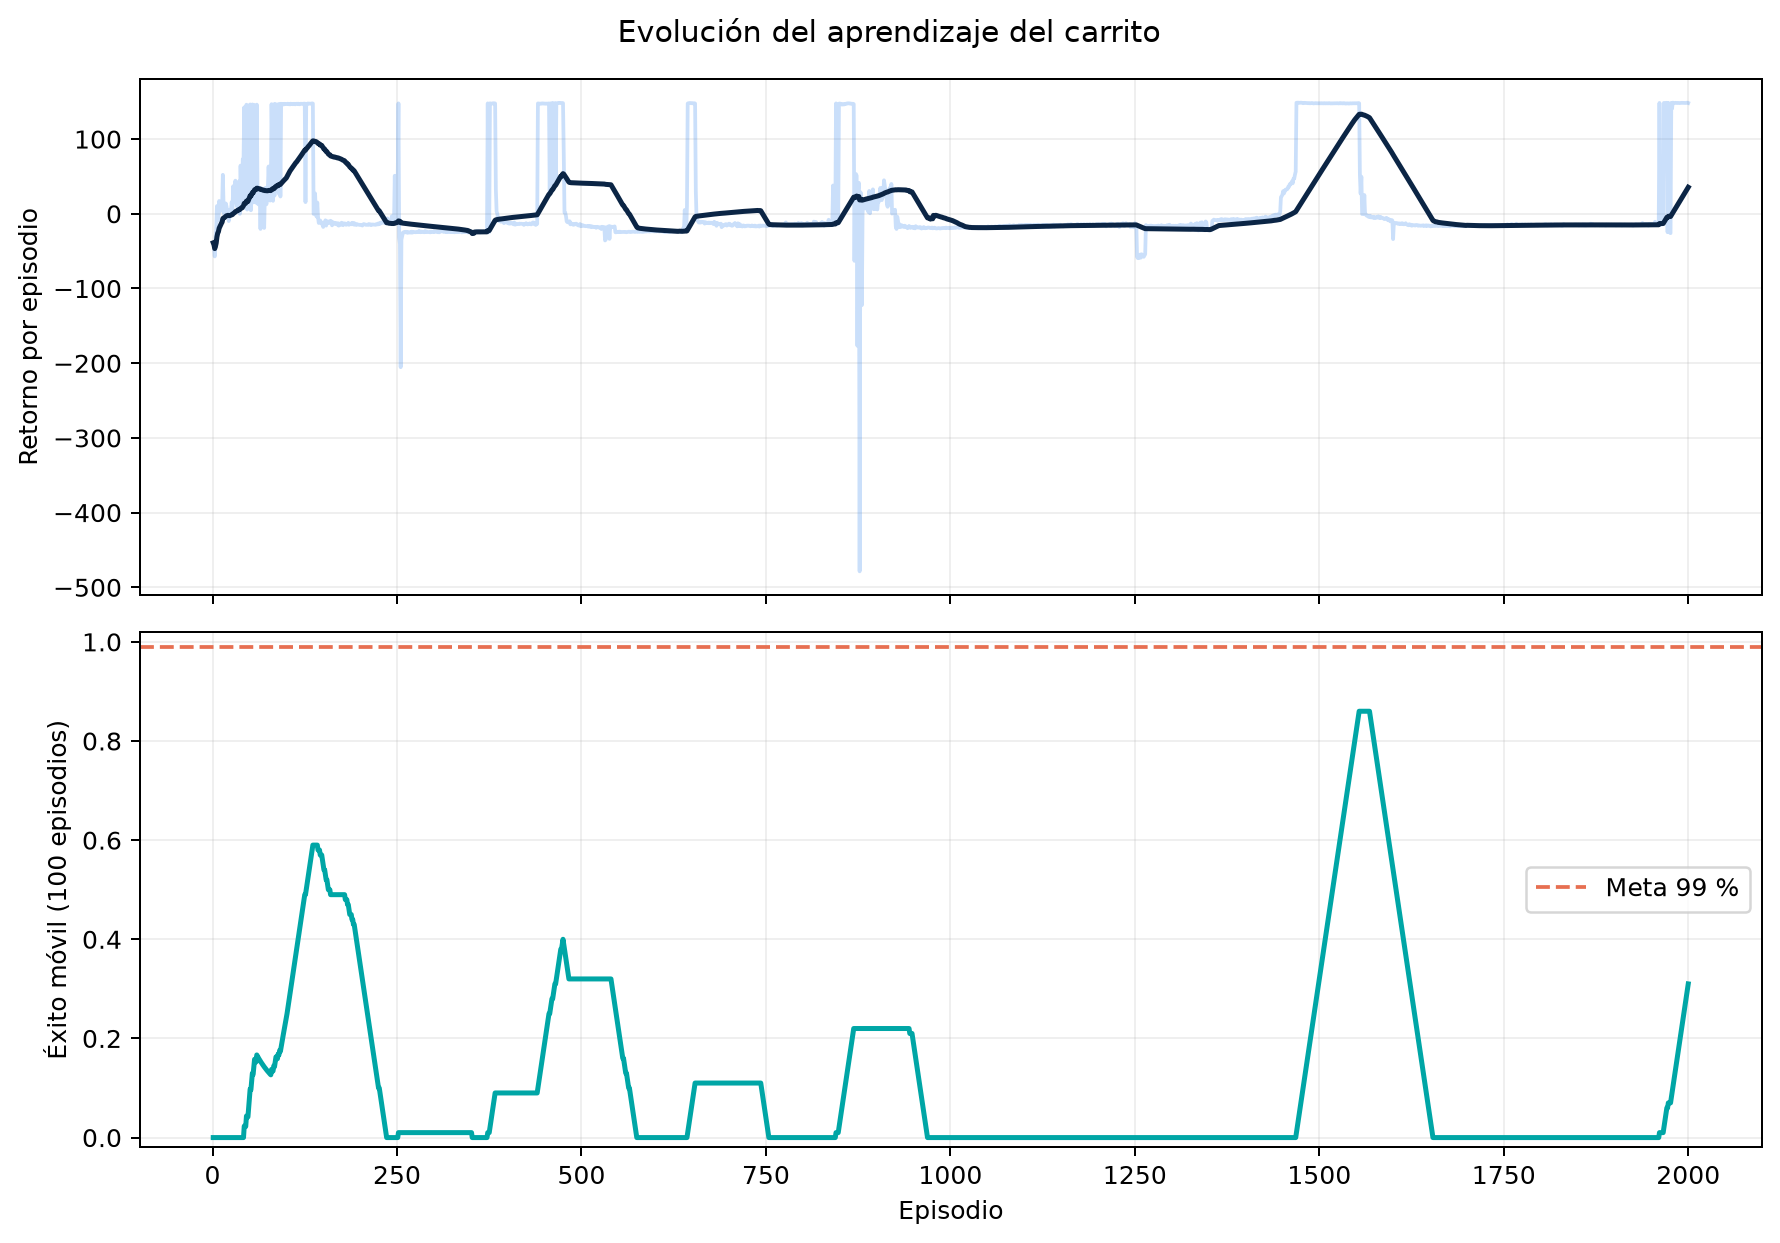 Evolución del aprendizaje del carrito
Retorno por episodio
100
0
−100
−200
−300
−400
−500
Éxito móvil (100 episodios)
1.0
0.8
0.6
0.4
0.2
0.0
Meta 99 %
0 250 500 750 1000 1250 1500 1750 2000
Episodio